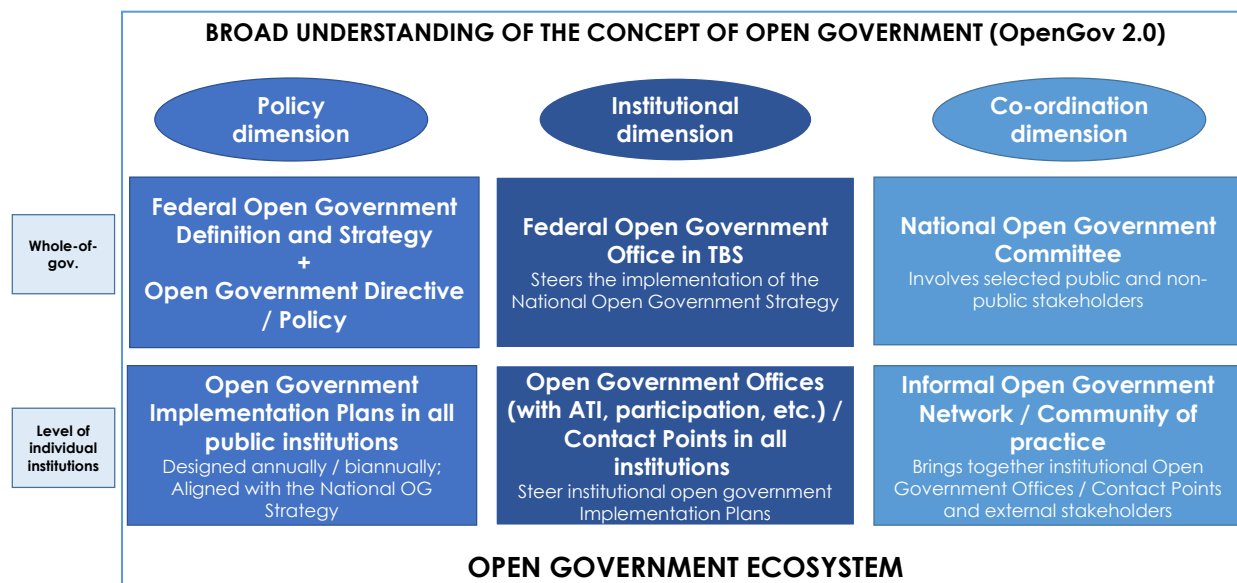 BROAD UNDERSTANDING OF THE CONCEPT OF OPEN GOVERNMENT (OpenGov 2.0)
Policy
dimension
Institutional
dimension
Co-ordination
dimension
Whole-of-
gov.
Federal Open Government
Definition and Strategy
+
Open Government Directive
/ Policy
Federal Open Government
Office in TBS
Steers the implementation of the
National Open Government Strategy
National Open Government
Committee
Involves selected public and non-
public stakeholders
Level of
individual
institutions
Open Government
Implementation Plans in all
public institutions
Designed annually / biannually;
Aligned with the National OG
Strategy
Open Government Offices
(with ATI, participation, etc.) /
Contact Points in all
institutions
Steer institutional open government
Implementation Plans
Informal Open Government
Network / Community of
practice
Brings together institutional Open
Government Offices / Contact Points
and external stakeholders
OPEN GOVERNMENT ECOSYSTEM